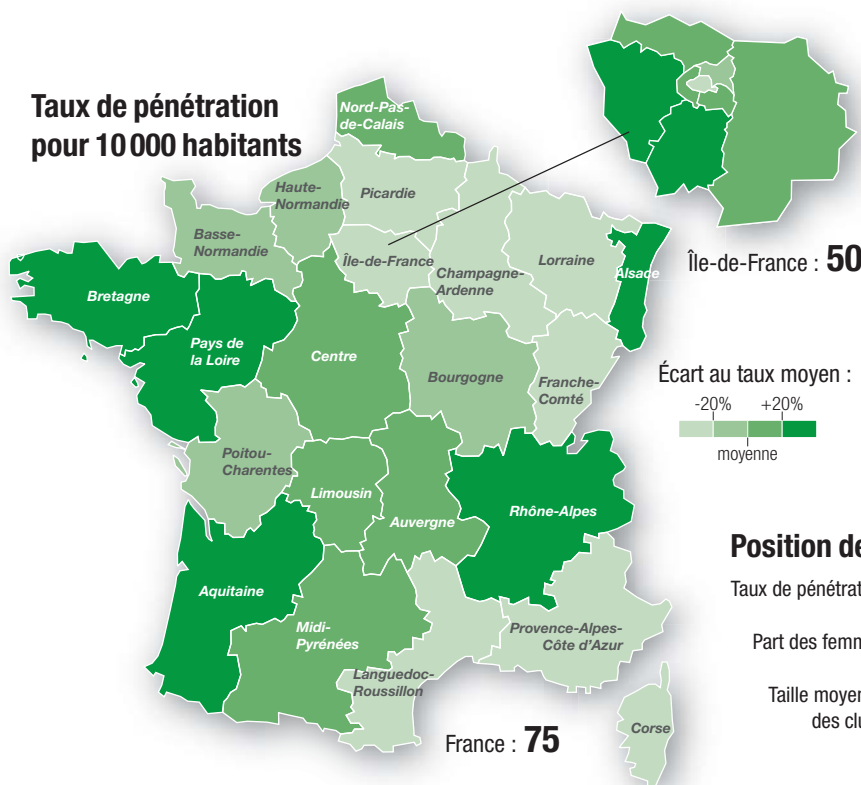 Taux de pénétration
pour 10 000 habitants
Nord-Pas-
de-Calais
Haute-
Normandie
Picardie
Basse-
Normandie
Île-de-France
Champagne-
Ardenne
Lorraine
Alsace
Île-de-France : 50
Bretagne
Pays de
la Loire
Centre
Bourgogne
Franche-
Comté
Écart au taux moyen :
-20%
+20%
moyenne
Poitou-
Charentes
Limousin
Auvergne
Rhône-Alpes
Aquitaine
Midi-
Pyrénées
Languedoc-
Roussillon
Provence-Alpes-
Côte d'Azur
Corse
France : 75
Position de
Taux de pénétrat
Part des femm
Taille moyen
des clu